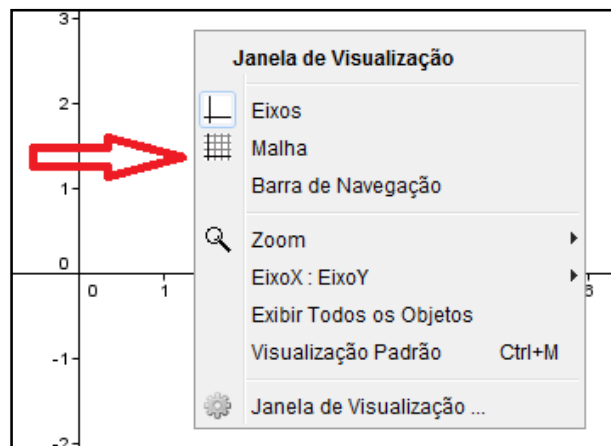 3
Janela de Visualização
2
Eixos
Malha
1
Barra de Navegação
Zoom
0
EixoX : EixoY
0 1
Exibir Todos os Objetos
-1
Visualização Padrão Ctrl+M
Janela de Visualização ...
-2